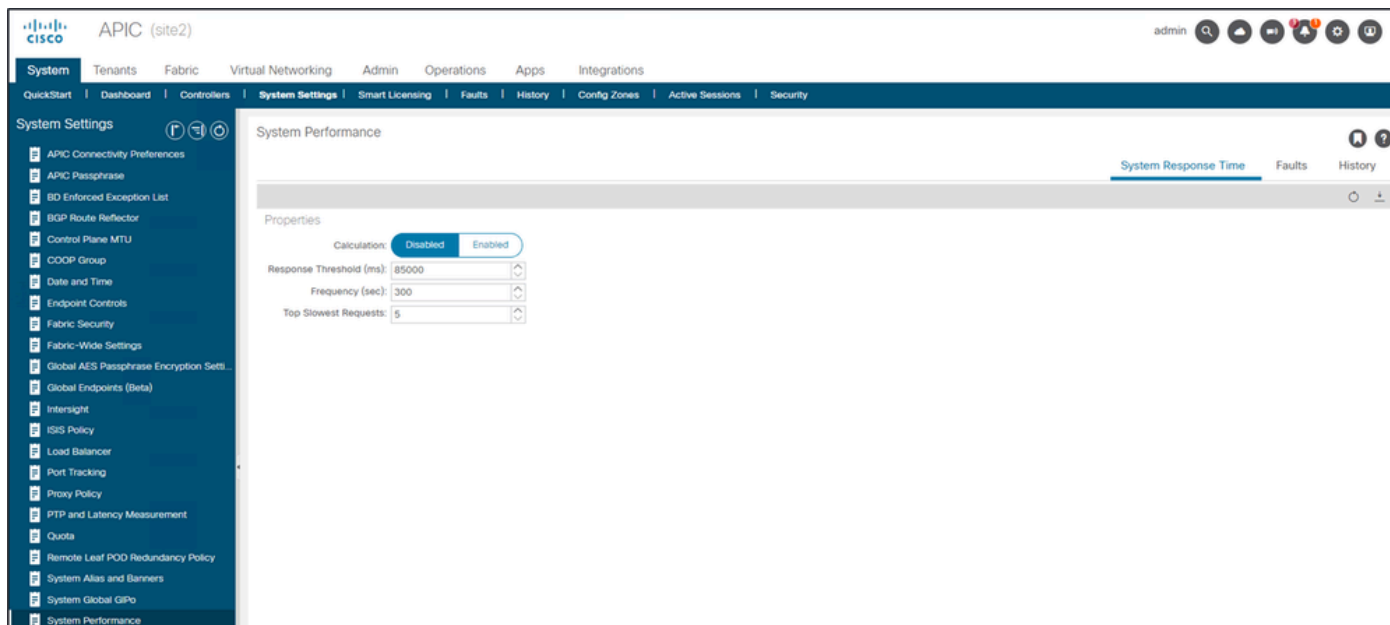 CISCO
APIC (site2)
admin
System Tenants Fabric Virtual Networking Admin Operations Apps Integrations
QuickStart | Dashboard | Controllers | System Settings | Smart Licensing | Faults | History | Config Zones | Active Sessions | Security
System Settings
APIC Connectivity Preferences
APIC Passphrase
BD Enforced Exception List
BGP Route Reflector
Control Plane MTU
COOP Group
Date and Time
Endpoint Controls
Fabric Security
Fabric-Wide Settings
Global AES Passphrase Encryption Setti...
Global Endpoints (Beta)
Intersight
ISIS Policy
Load Balancer
Port Tracking
Proxy Policy
PTP and Latency Measurement
Quota
Remote Leaf POD Redundancy Policy
System Alias and Banners
System Global GIPo
System Performance
System Performance
System Response Time Faults History
Properties
Calculation: Disabled Enabled
Response Threshold (ms): 85000
Frequency (sec): 300
Top Slowest Requests: 5